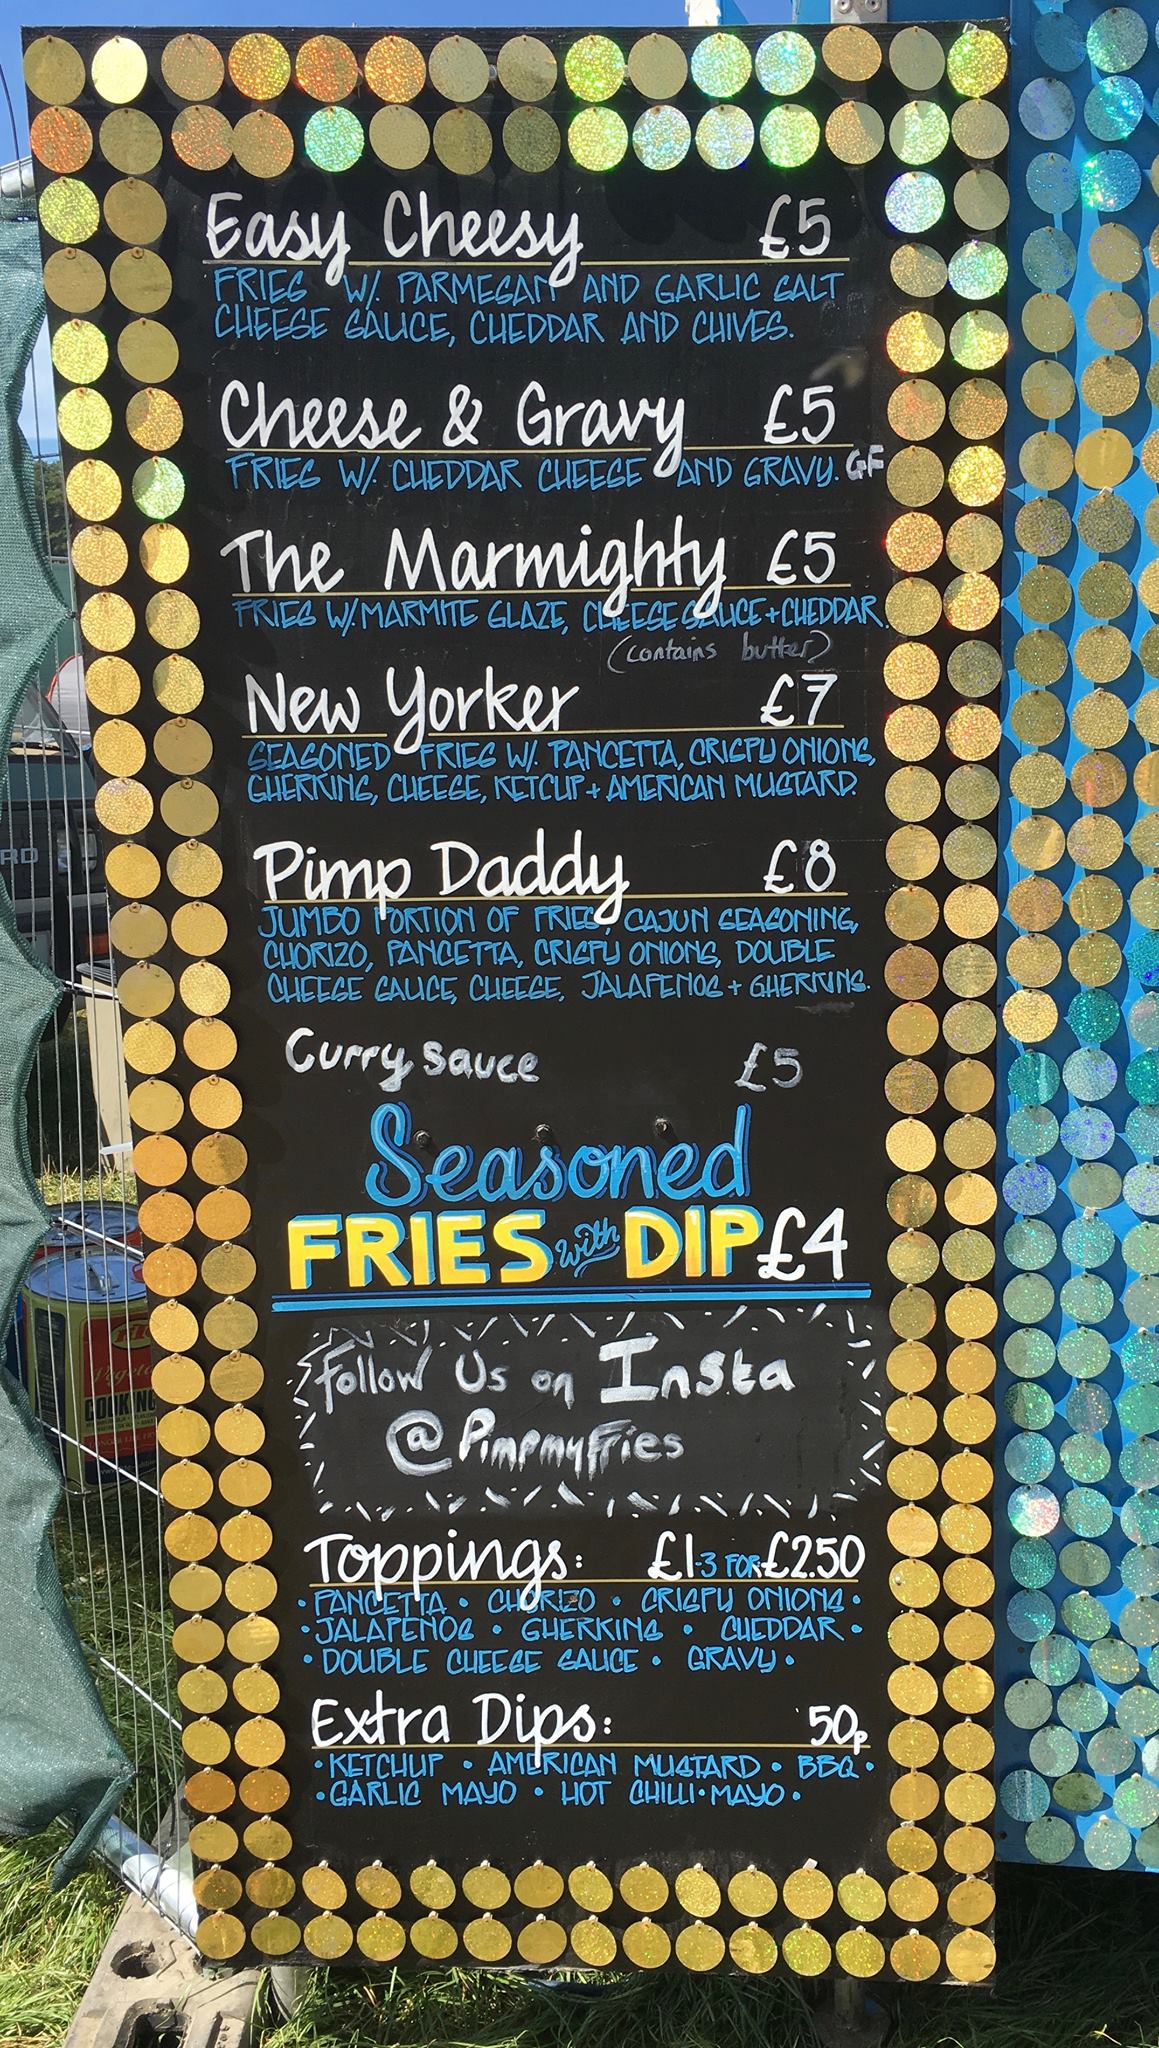 Easy Cheesy £5
FRIES W/. PARMESAN AND GARLIC SALT
CHEESE SAUCE, CHEDDAR AND CHIVES.
Cheese & Gravy £5
FRIES W/. CHEDDAR CHEESE AND GRAVY. GF
The Marmighty £5
FRIES W/. MARMITE GLAZE, CHEESE SAUCE + CHEDDAR.
(contains butter)
New Yorker £7
SEASONED FRIES W/. PANCETTA, CRISPY ONIONS,
GHERKINS, CHEESE, KETCUP + AMERICAN MUSTARD.
Pimp Daddy £8
JUMBO PORTION OF FRIES, CAJUN SEASONING,
CHORIZO, PANCETTA, CRISPY ONIONS, DOUBLE
CHEESE SAUCE, CHEESE, JALAPENOS + GHERKINS.
Curry sauce £5
Seasoned
FRIES with DIP £4
Follow Us on Insta
@PimpmyFries
Toppings: £1 - 3 FOR £2.50
• PANCETTA • CHORIZO • CRISPY ONIONS •
• JALAPENOS • GHERKINS • CHEDDAR •
• DOUBLE CHEESE SAUCE • GRAVY •
Extra Dips: 50p
• KETCHUP • AMERICAN MUSTARD • BBQ •
• GARLIC MAYO • HOT CHILLI • MAYO •
RD
COOKING